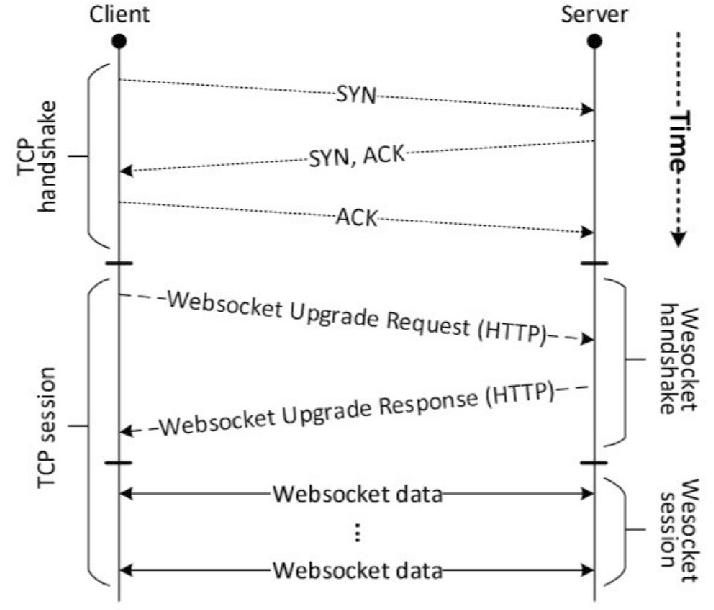 Client
Server
SYN
SYN, ACK
ACK
TCP
handshake
Time
Websocket Upgrade Request (HTTP)
Websocket Upgrade Response (HTTP)
Wesocket
handshake
TCP session
Websocket data
...
Websocket data
Wesocket
session